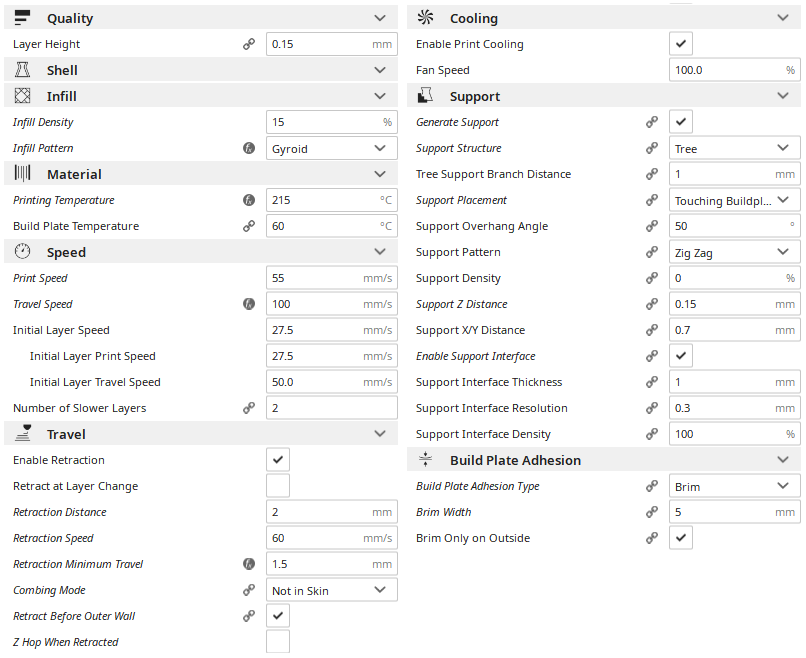 Quality
Layer Height 0.15 mm
Shell
Infill
Infill Density 15 %
Infill Pattern Gyroid
Material
Printing Temperature 215 °C
Build Plate Temperature 60 °C
Speed
Print Speed 55 mm/s
Travel Speed 100 mm/s
Initial Layer Speed 27.5 mm/s
Initial Layer Print Speed 27.5 mm/s
Initial Layer Travel Speed 50.0 mm/s
Number of Slower Layers 2
Travel
Enable Retraction
Retract at Layer Change
Retraction Distance 2 mm
Retraction Speed 60 mm/s
Retraction Minimum Travel 1.5 mm
Combing Mode Not in Skin
Retract Before Outer Wall
Z Hop When Retracted
Cooling
Enable Print Cooling
Fan Speed 100.0 %
Support
Generate Support
Support Structure Tree
Tree Support Branch Distance 1 mm
Support Placement Touching Buildpl...
Support Overhang Angle 50 °
Support Pattern Zig Zag
Support Density 0 %
Support Z Distance 0.15 mm
Support X/Y Distance 0.7 mm
Enable Support Interface
Support Interface Thickness 1 mm
Support Interface Resolution 0.3 mm
Support Interface Density 100 %
Build Plate Adhesion
Build Plate Adhesion Type Brim
Brim Width 5 mm
Brim Only on Outside